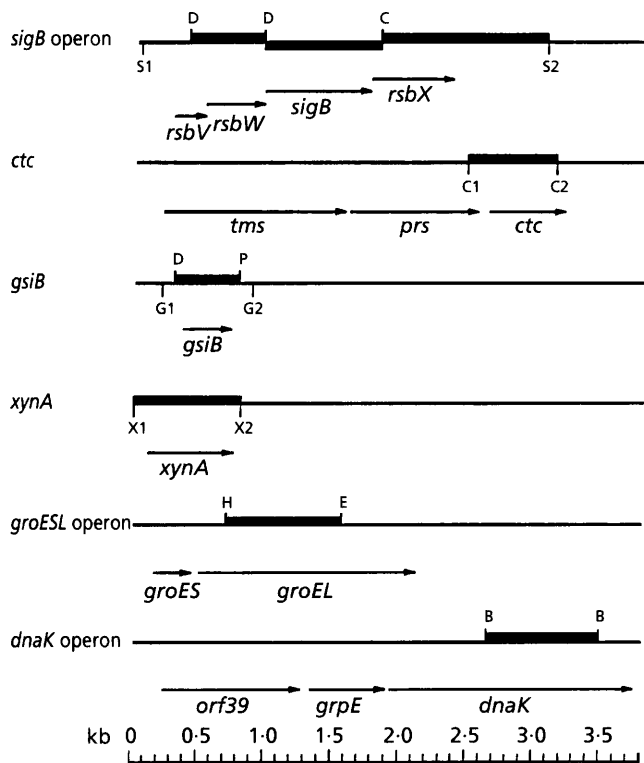 D D C
sigB operon
S1 S2
rsbX
sigB
rsbW
rsbV
ctc
C1 C2
tms prs ctc
D P
gsiB
G1 G2
gsiB
xynA
X1 X2
xynA
H E
groESL operon
groES groEL
B B
dnaK operon
orf39 grpE dnaK
kb 0 0·5 1·0 1·5 2·0 2·5 3·0 3·5